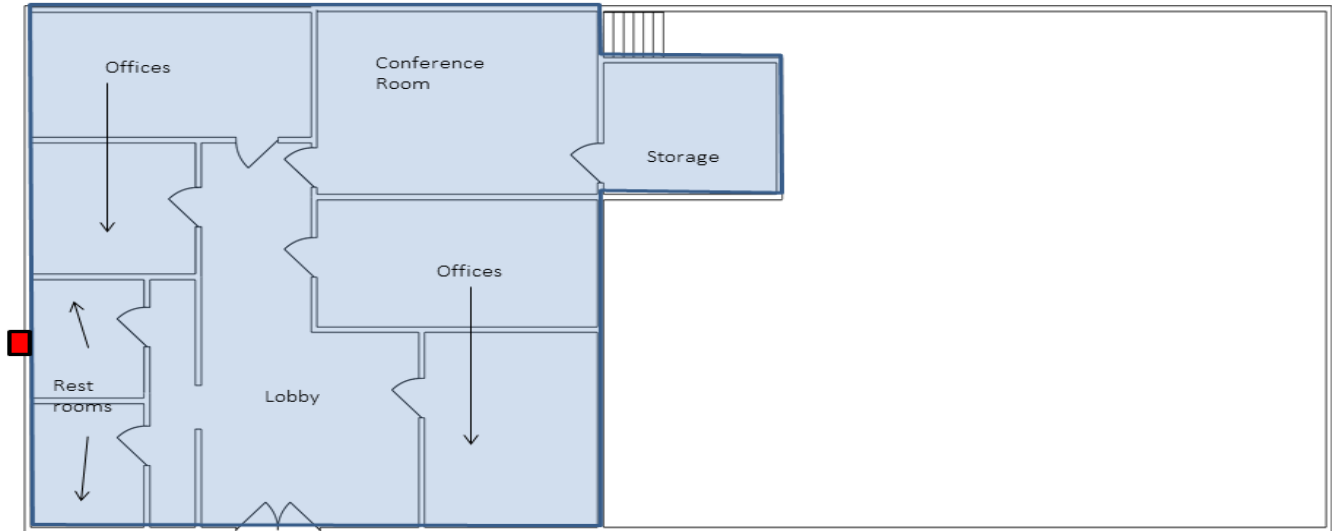 Offices
Conference
Room
Storage
Offices
Rest
rooms
Lobby